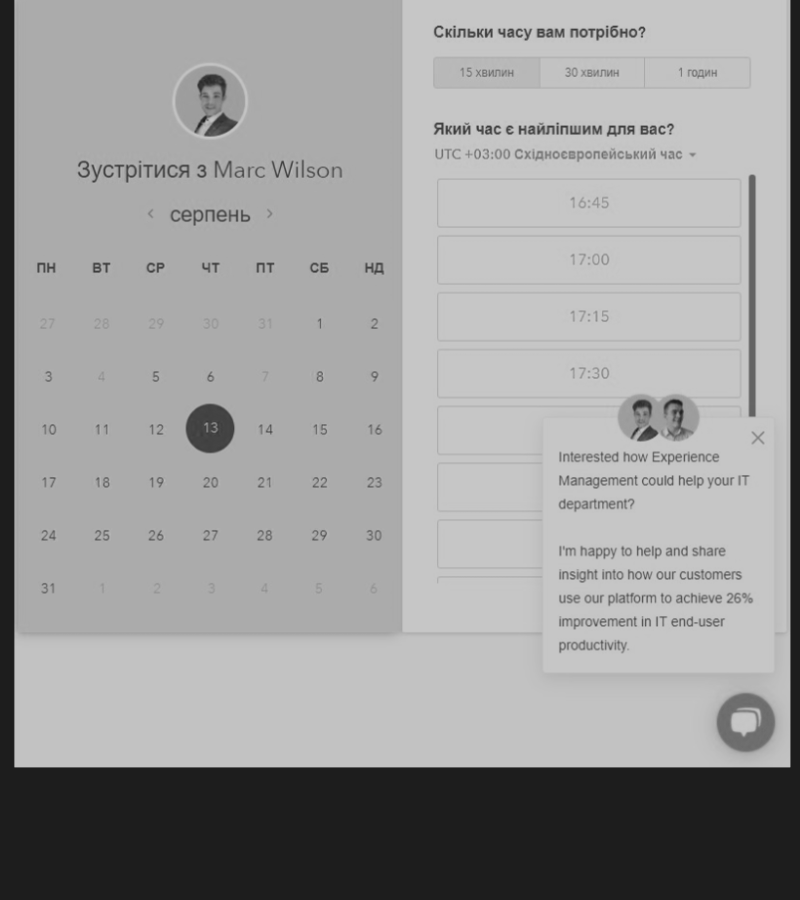 Зустрітися з Marc Wilson
серпень
ПН ВТ СР ЧТ ПТ СБ НД
27 28 29 30 31 1 2
3 4 5 6 7 8 9
10 11 12 13 14 15 16
17 18 19 20 21 22 23
24 25 26 27 28 29 30
31 1 2 3 4 5 6
Скільки часу вам потрібно?
15 хвилин 30 хвилин 1 годин
Який час є найліпшим для вас?
UTC +03:00 Східноєвропейський час
16:45
17:00
17:15
17:30
Interested how Experience
Management could help your IT
department?
I'm happy to help and share
insight into how our customers
use our platform to achieve 26%
improvement in IT end-user
productivity.